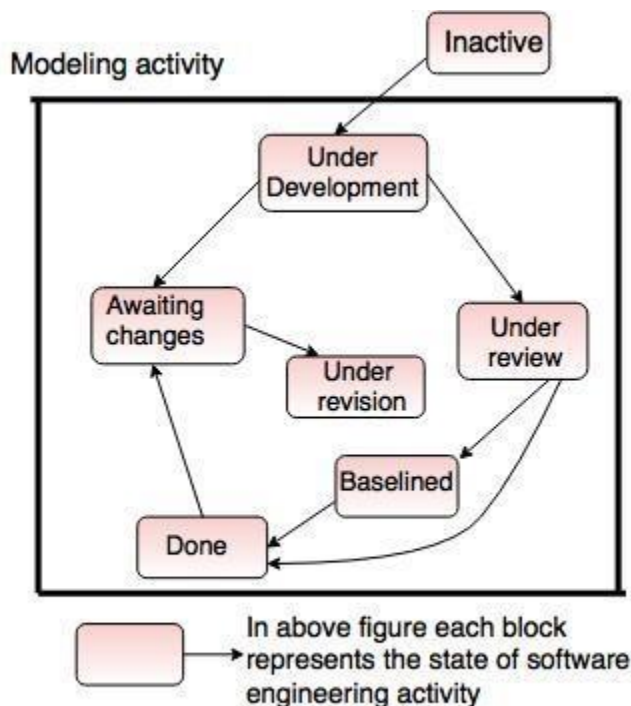 Inactive
Modeling activity
Under
Development
Awaiting
changes
Under
review
Under
revision
Baselined
Done
In above figure each block
represents the state of software
engineering activity